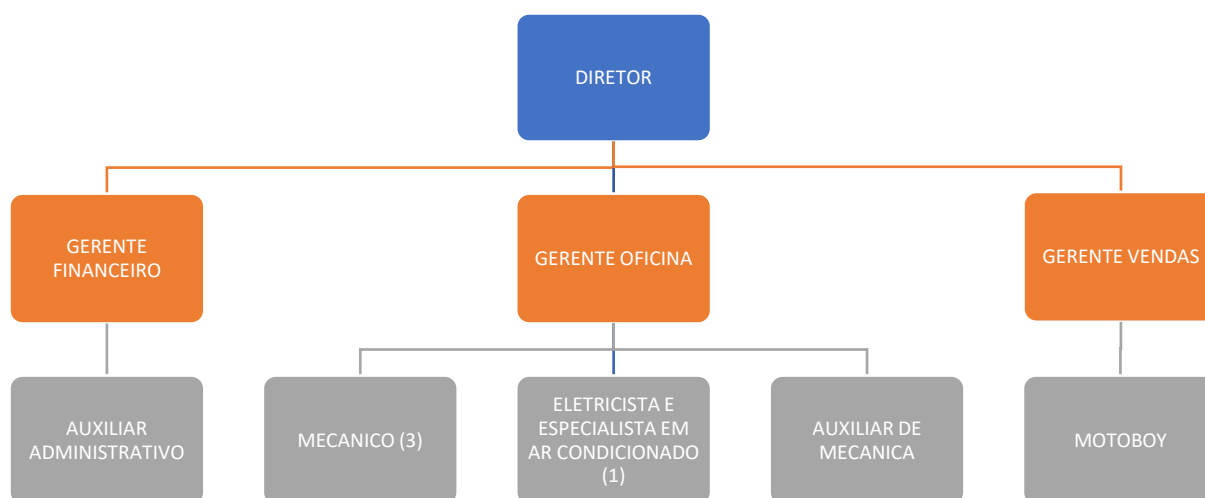 DIRETOR
GERENTE
FINANCEIRO
GERENTE OFICINA
GERENTE VENDAS
AUXILIAR
ADMINISTRATIVO
MECANICO (3)
ELETRICISTA E
ESPECIALISTA EM
AR CONDICIONADO
(1)
AUXILIAR DE
MECANICA
MOTOBOY